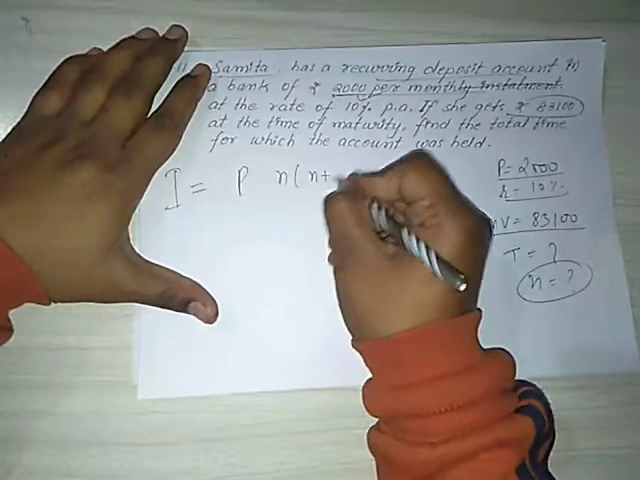 Samita has a recurring deposit account in
a bank of ₹ 2000 per monthly instalment
at the rate of 10% p.a. If she gets ₹ 83100
at the time of maturity, find the total time
for which the account was held.
P = 2000
r = 10%
MV = 83100
T = ?
n = ?
I = P n(n+